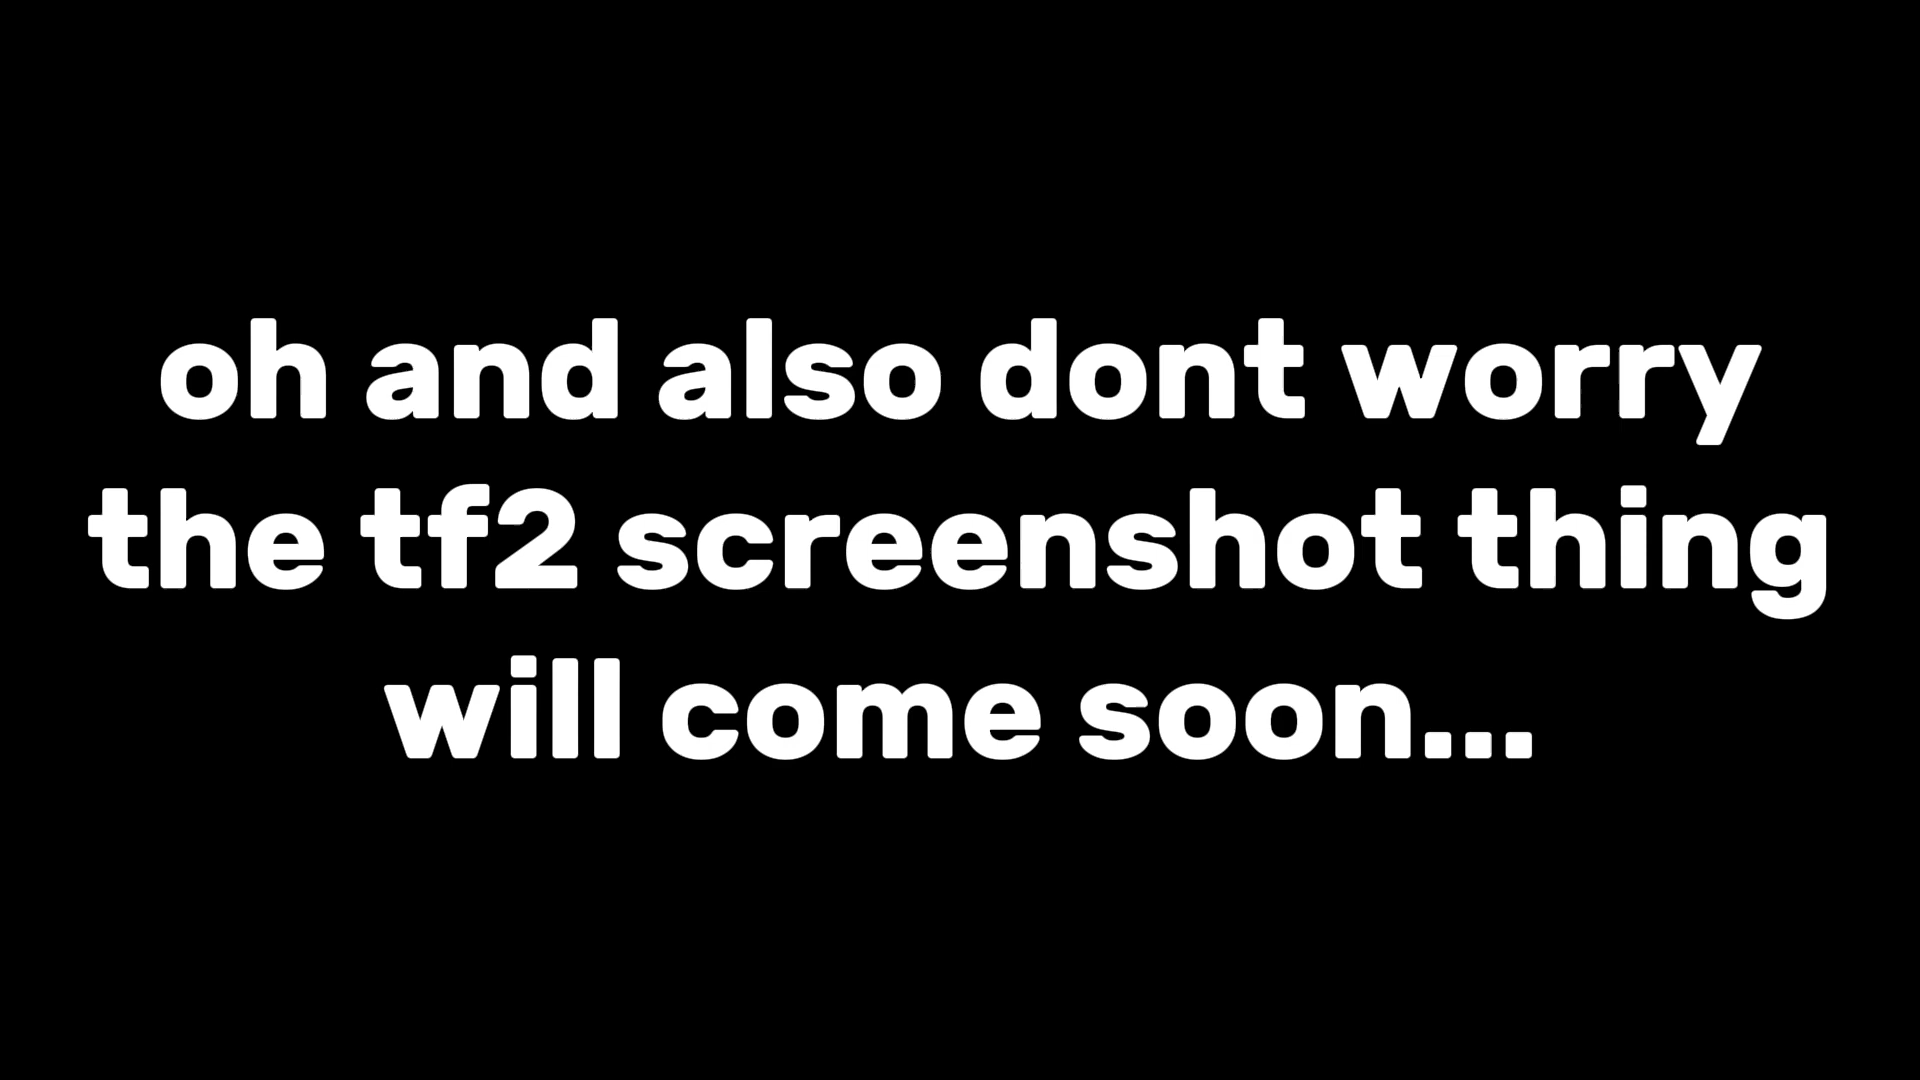 oh and also dont worry
the tf2 screenshot thing
will come soon...